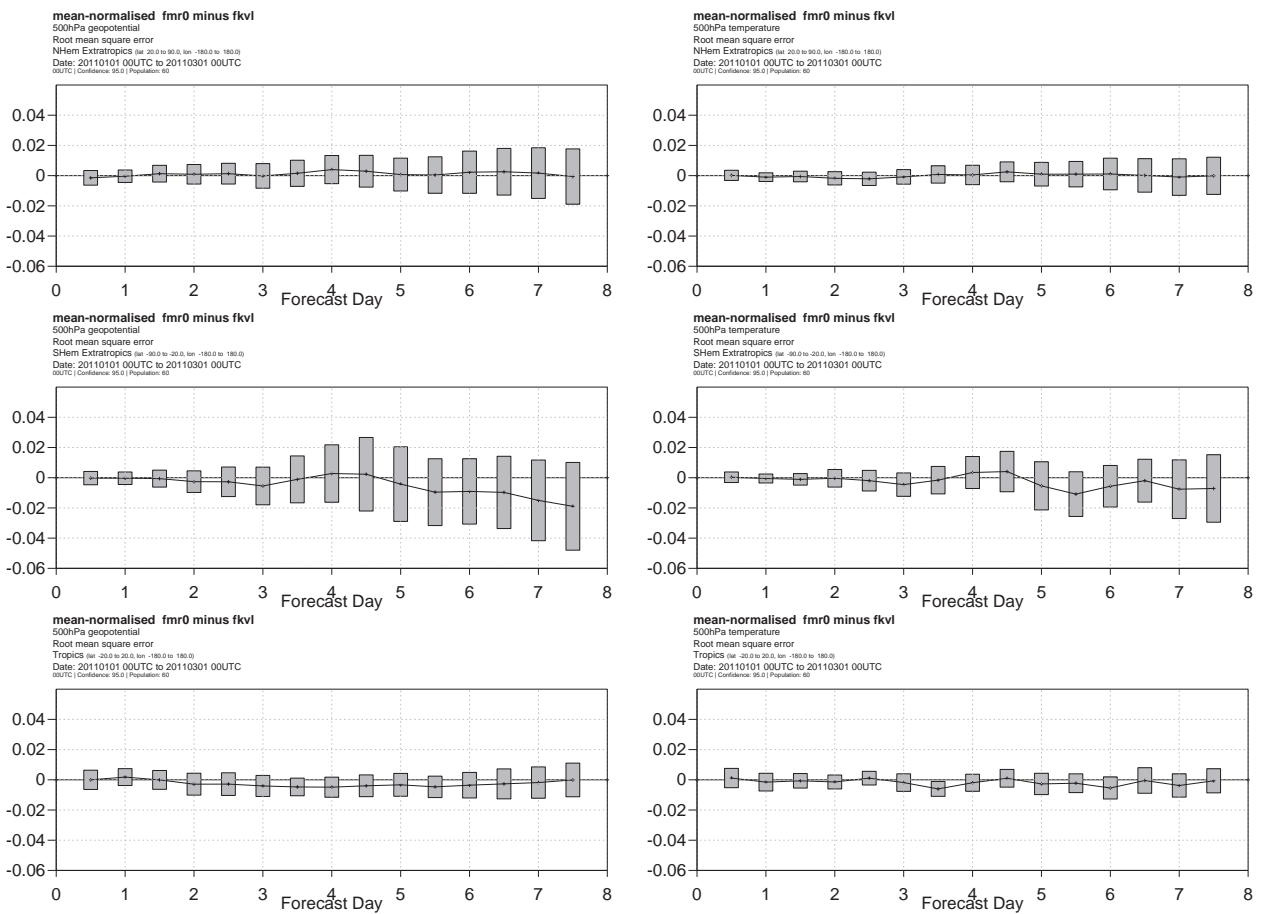 mean-normalised fmr0 minus fkvl
500hPa geopotential
Root mean square error
NHem Extratropics (lat 20.0 to 90.0, lon -180.0 to 180.0)
Date: 20110101 00UTC to 20110301 00UTC
00UTC | Confidence: 95.0 | Population: 60
0.04
0.02
0
-0.02
-0.04
-0.06
0 1 2 3 4 5 6 7 8
Forecast Day
mean-normalised fmr0 minus fkvl
500hPa temperature
Root mean square error
NHem Extratropics (lat 20.0 to 90.0, lon -180.0 to 180.0)
Date: 20110101 00UTC to 20110301 00UTC
00UTC | Confidence: 95.0 | Population: 60
0.04
0.02
0
-0.02
-0.04
-0.06
0 1 2 3 4 5 6 7 8
Forecast Day
mean-normalised fmr0 minus fkvl
500hPa geopotential
Root mean square error
SHem Extratropics (lat -90.0 to -20.0, lon -180.0 to 180.0)
Date: 20110101 00UTC to 20110301 00UTC
00UTC | Confidence: 95.0 | Population: 60
0.04
0.02
0
-0.02
-0.04
-0.06
0 1 2 3 4 5 6 7 8
Forecast Day
mean-normalised fmr0 minus fkvl
500hPa temperature
Root mean square error
SHem Extratropics (lat -90.0 to -20.0, lon -180.0 to 180.0)
Date: 20110101 00UTC to 20110301 00UTC
00UTC | Confidence: 95.0 | Population: 60
0.04
0.02
0
-0.02
-0.04
-0.06
0 1 2 3 4 5 6 7 8
Forecast Day
mean-normalised fmr0 minus fkvl
500hPa geopotential
Root mean square error
Tropics (lat -20.0 to 20.0, lon -180.0 to 180.0)
Date: 20110101 00UTC to 20110301 00UTC
00UTC | Confidence: 95.0 | Population: 60
0.04
0.02
0
-0.02
-0.04
-0.06
0 1 2 3 4 5 6 7 8
Forecast Day
mean-normalised fmr0 minus fkvl
500hPa temperature
Root mean square error
Tropics (lat -20.0 to 20.0, lon -180.0 to 180.0)
Date: 20110101 00UTC to 20110301 00UTC
00UTC | Confidence: 95.0 | Population: 60
0.04
0.02
0
-0.02
-0.04
-0.06
0 1 2 3 4 5 6 7 8
Forecast Day